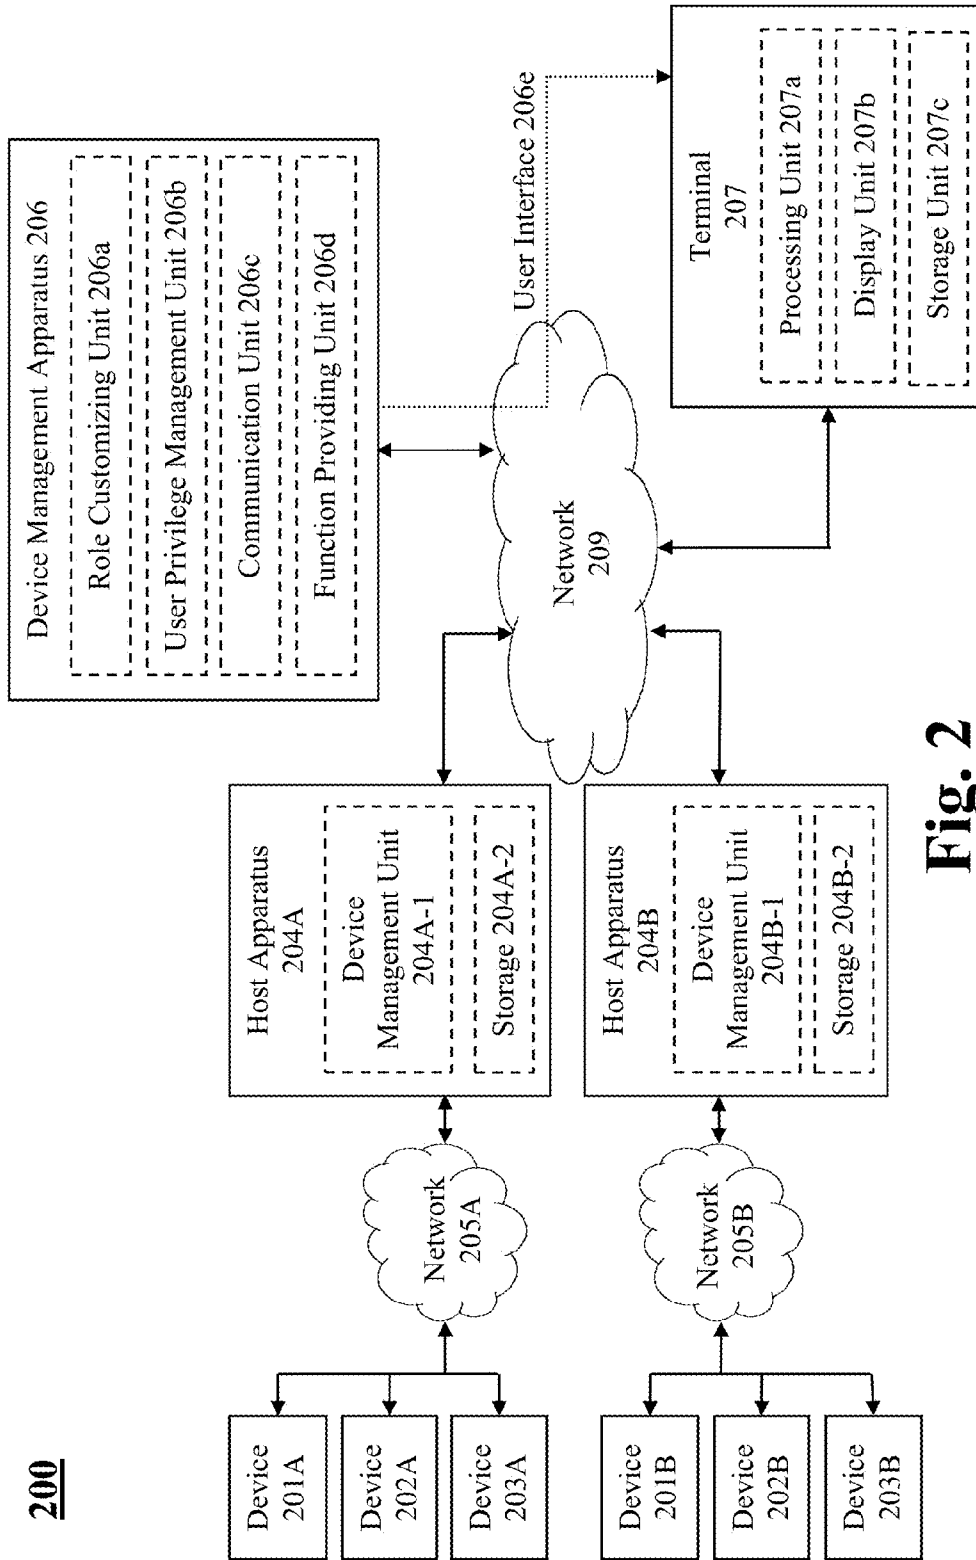 200
Device
201A
Device
202A
Device
203A
Device
201B
Device
202B
Device
203B
Network
205A
Network
205B
Host Apparatus
204A
Device
Management Unit
204A-1
Storage 204A-2
Host Apparatus
204B
Device
Management Unit
204B-1
Storage 204B-2
Network
209
Device Management Apparatus 206
Role Customizing Unit 206a
User Privilege Management Unit 206b
Communication Unit 206c
Function Providing Unit 206d
User Interface 206e
Terminal
207
Processing Unit 207a
Display Unit 207b
Storage Unit 207c
Fig. 2